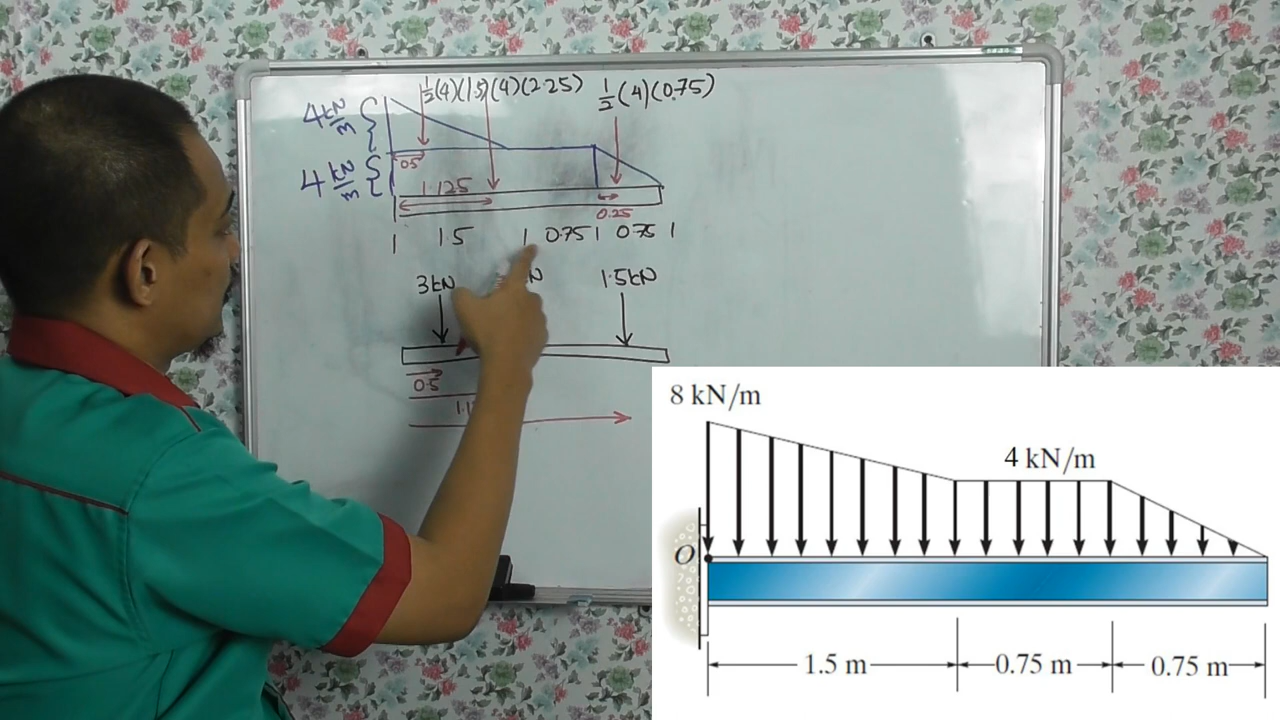 ½(4)(1.5)(4)(2.25) ½(4)(0.75)
4 kN/m
4 kN/m
0.5
1.125
0.25
1.5 0.75 0.75
3kN N 1.5kN
0.5
1.1
8 kN/m
4 kN/m
O
1.5 m 0.75 m 0.75 m